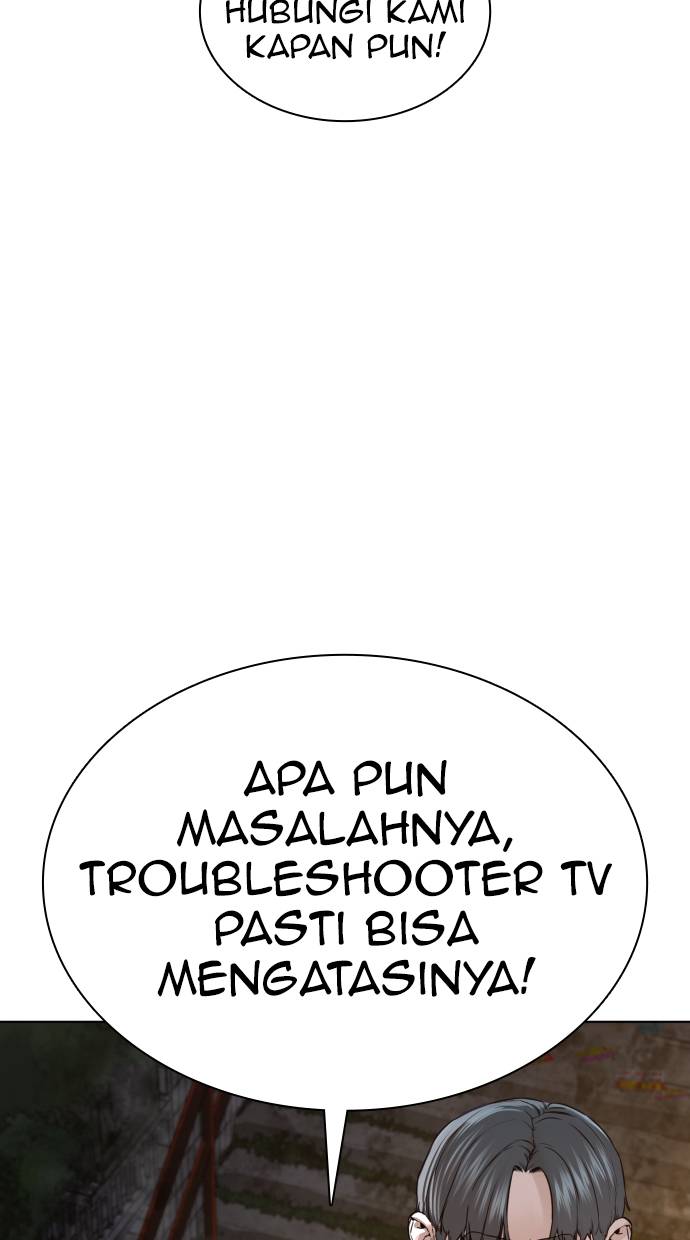 HUBUNGI KAMI
KAPAN PUN!
APA PUN
MASALAHNYA,
TROUBLESHOOTER TV
PASTI BISA
MENGATASINYA!